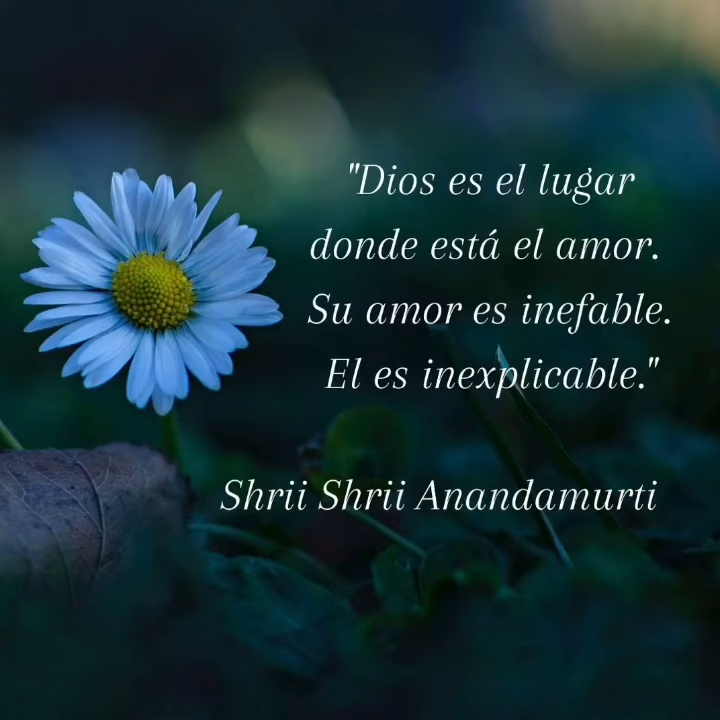 "Dios es el lugar
donde está el amor.
Su amor es inefable.
El es inexplicable."
Shrii Shrii Anandamurti